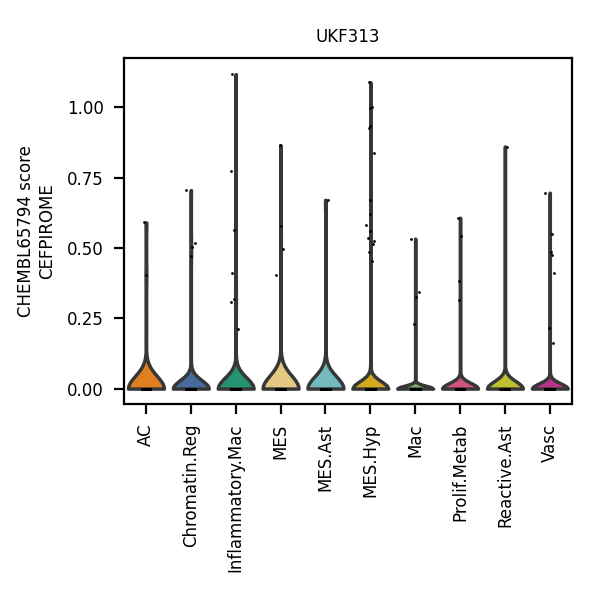 UKF313
CHEMBL65794 score
CEFPIROME
1.00
0.75
0.50
0.25
0.00
AC
Chromatin.Reg
Inflammatory.Mac
MES
MES.Ast
MES.Hyp
Mac
Prolif.Metab
Reactive.Ast
Vasc